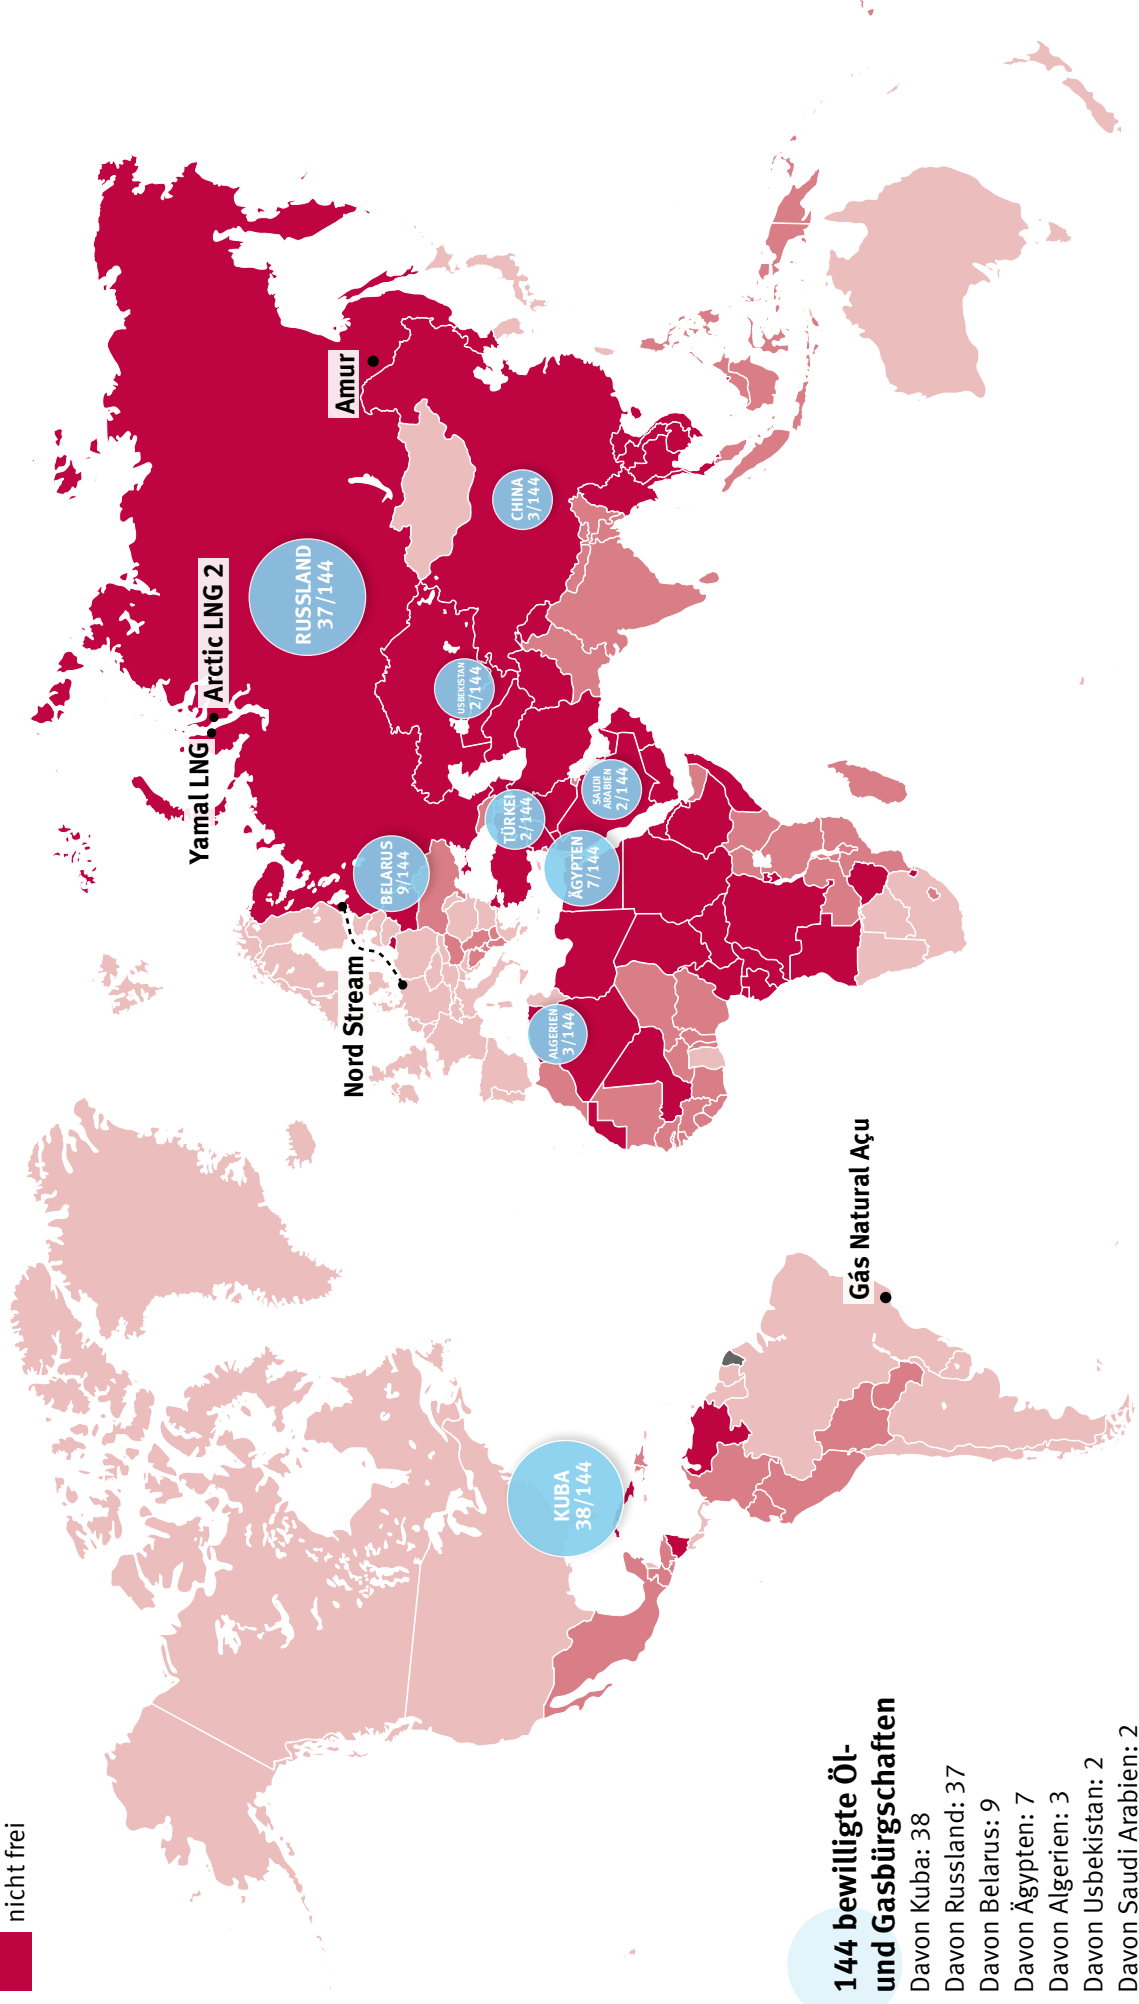 nicht frei
Yamal LNG
Arctic LNG 2
Amur
Nord Stream
RUSSLAND
37/144
BELARUS
9/144
USBEKISTAN
2/144
CHINA
3/144
TÜRKEI
2/144
SAUDI
ARABIEN
2/144
ÄGYPTEN
7/144
ALGERIEN
3/144
KUBA
38/144
Gás Natural Açu
144 bewilligte Öl-
und Gasbürgschaften
Davon Kuba: 38
Davon Russland: 37
Davon Belarus: 9
Davon Ägypten: 7
Davon Algerien: 3
Davon Usbekistan: 2
Davon Saudi Arabien: 2